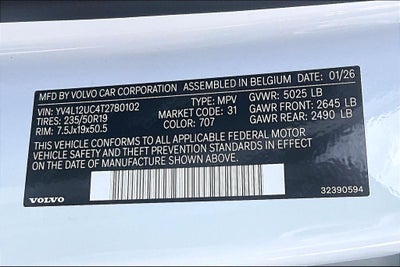 MFD BY VOLVO CAR CORPORATION ASSEMBLED IN BELGIUM DATE: 01/26
VIN: YV4L12UC4T2780102 TYPE: MPV GVWR: 5025 LB
TIRES: 235/50R19 MARKET CODE: 31 GAWR FRONT: 2645 LB
RIM: 7.5Jx19x50.5 COLOR: 707 GAWR REAR: 2490 LB
THIS VEHICLE CONFORMS TO ALL APPLICABLE FEDERAL MOTOR
VEHICLE SAFETY AND THEFT PREVENTION STANDARDS IN EFFECT
ON THE DATE OF MANUFACTURE SHOWN ABOVE.
VOLVO 32390594